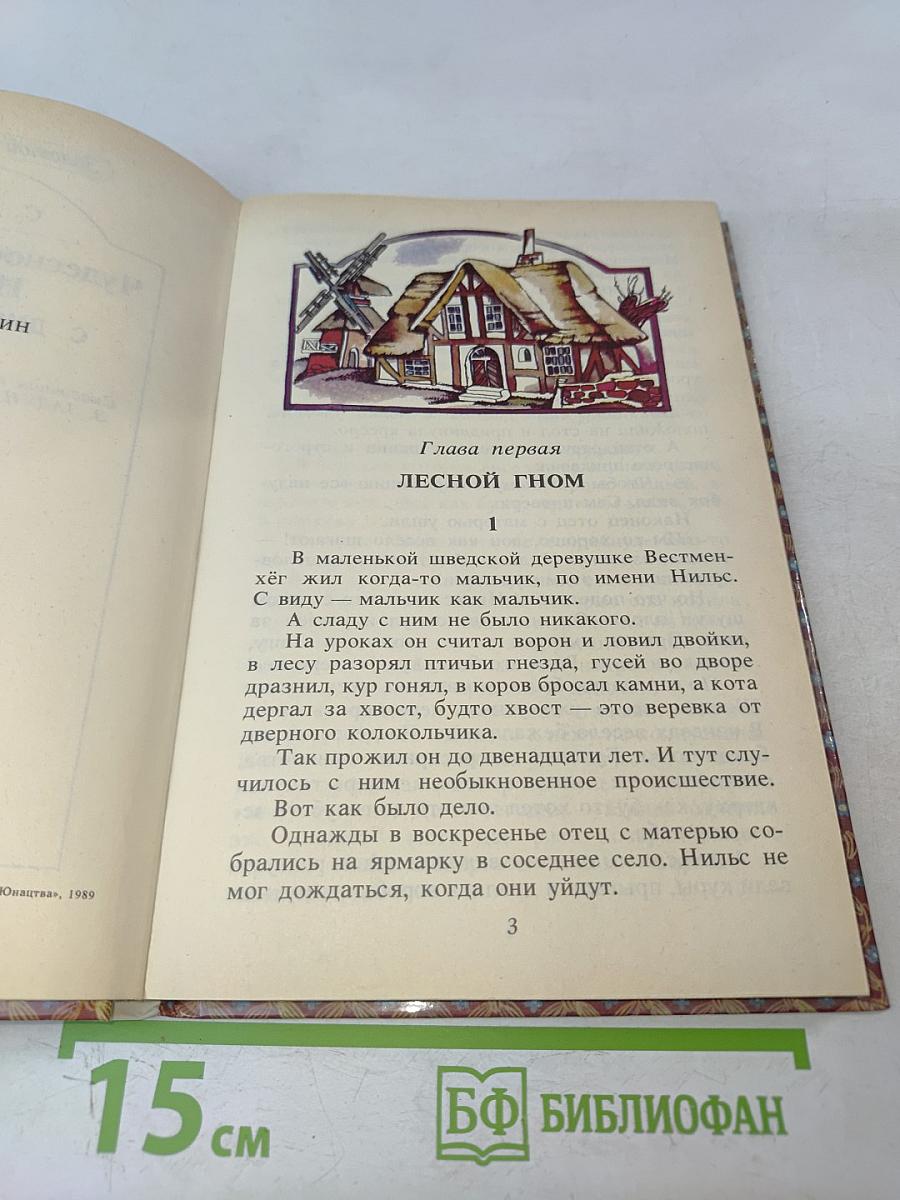 ин
Юнацтва», 1989
Глава первая
ЛЕСНОЙ ГНОМ
1
В маленькой шведской деревушке Вестмен-
хёг жил когда-то мальчик, по имени Нильс.
С виду — мальчик как мальчик.
А сладу с ним не было никакого.
На уроках он считал ворон и ловил двойки,
в лесу разорял птичьи гнезда, гусей во дворе
дразнил, кур гонял, в коров бросал камни, а кота
дергал за хвост, будто хвост — это веревка от
дверного колокольчика.
Так прожил он до двенадцати лет. И тут слу-
чилось с ним необыкновенное происшествие.
Вот как было дело.
Однажды в воскресенье отец с матерью со-
брались на ярмарку в соседнее село. Нильс не
мог дождаться, когда они уйдут.
3
15 см
БФ БИБЛИОФАН